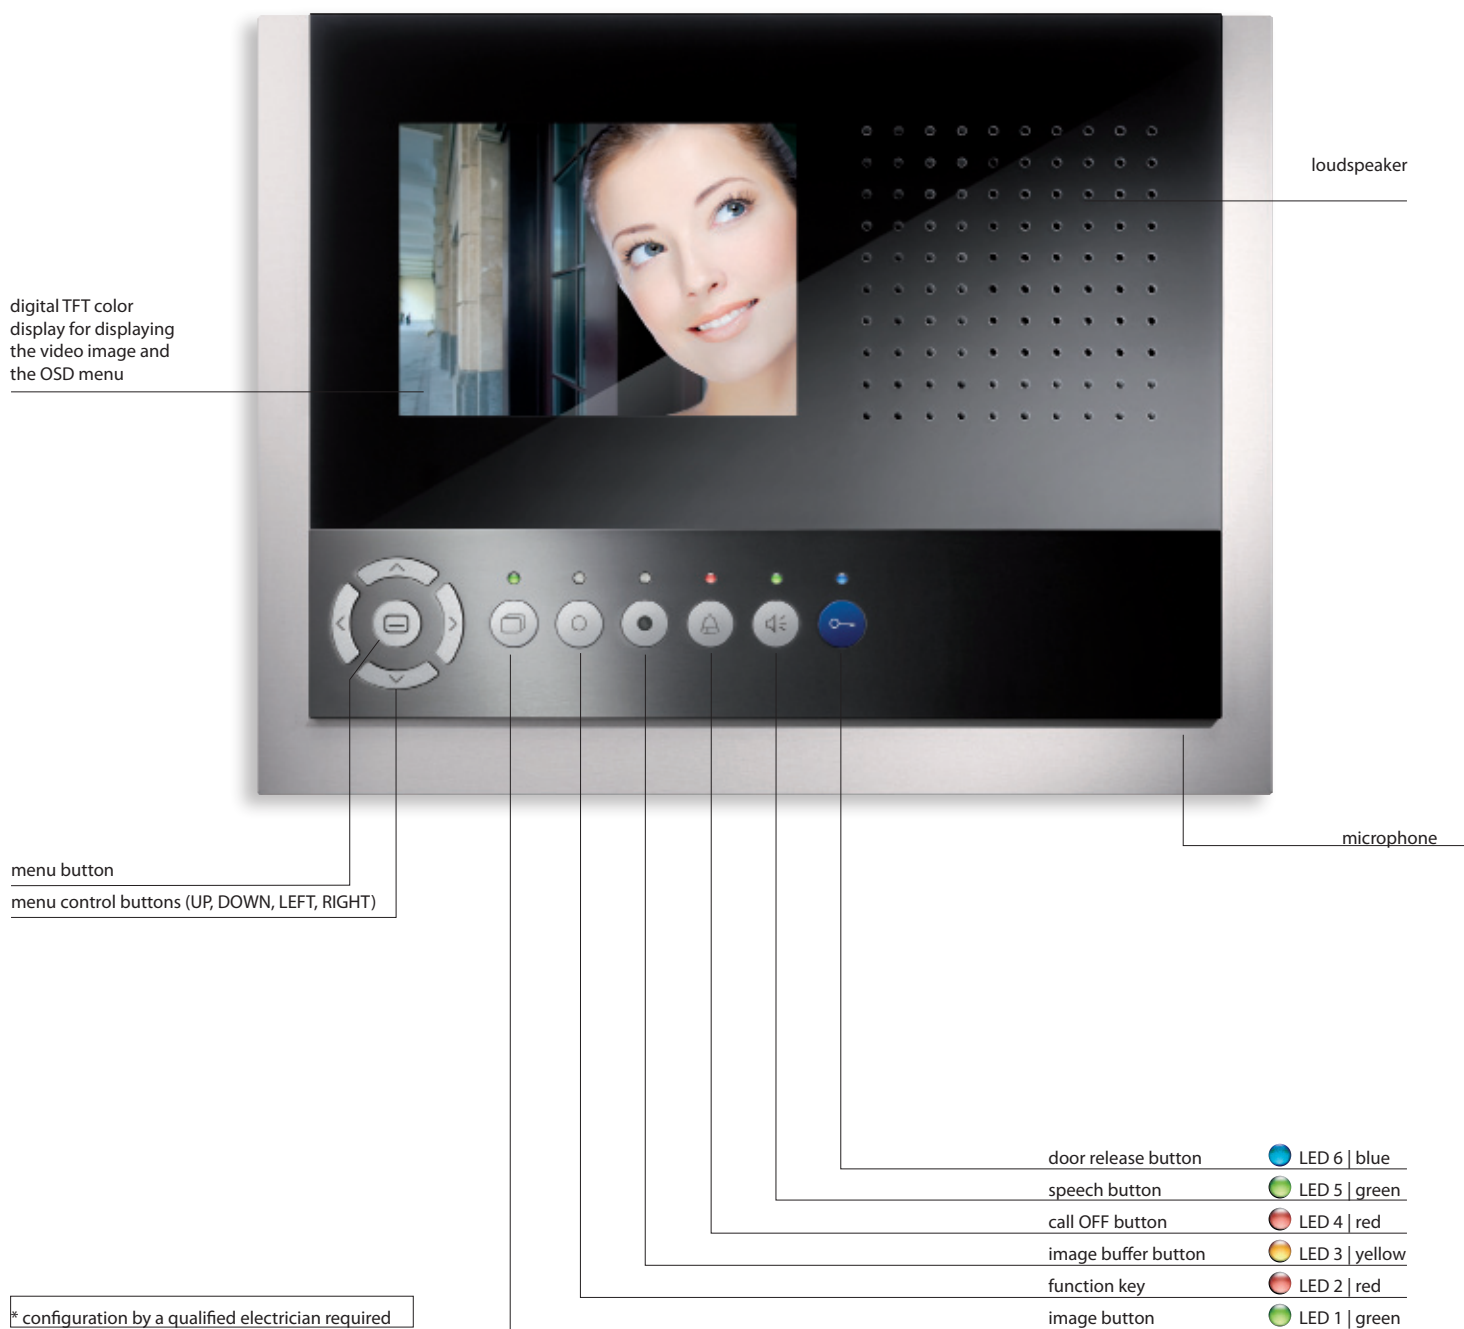 loudspeaker
digital TFT color
display for displaying
the video image and
the OSD menu
microphone
menu button
menu control buttons (UP, DOWN, LEFT, RIGHT)
door release button LED 6 | blue
speech button LED 5 | green
call OFF button LED 4 | red
image buffer button LED 3 | yellow
function key LED 2 | red
image button LED 1 | green
* configuration by a qualified electrician required